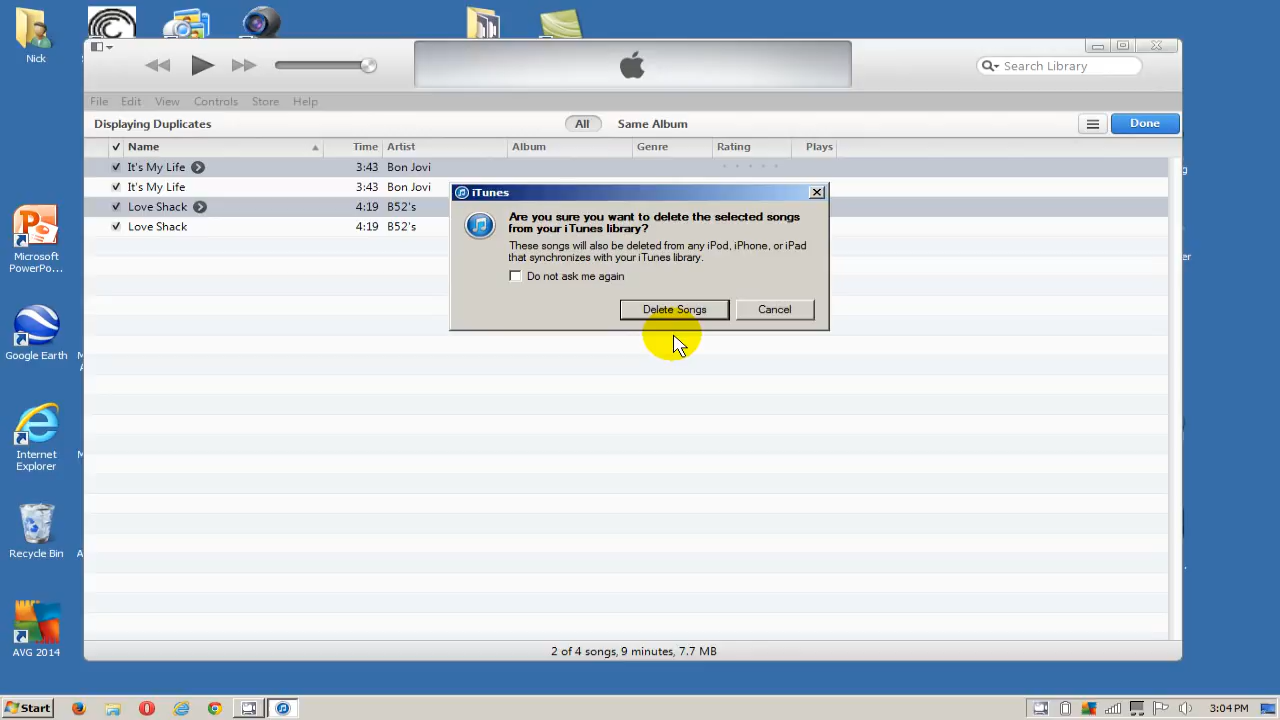 Nick
Search Library
File Edit View Controls Store Help
Displaying Duplicates All Same Album Done
Name Time Artist Album Genre Rating Plays
It's My Life 3:43 Bon Jovi
It's My Life 3:43 Bon Jovi
Love Shack 4:19 B52's
Love Shack 4:19 B52's
iTunes
Are you sure you want to delete the selected songs
from your iTunes library?
These songs will also be deleted from any iPod, iPhone, or iPad
that synchronizes with your iTunes library.
Do not ask me again
Delete Songs Cancel
Microsoft
PowerPo...
Google Earth
Internet
Explorer
Recycle Bin
AVG 2014
2 of 4 songs, 9 minutes, 7.7 MB
Start 3:04 PM